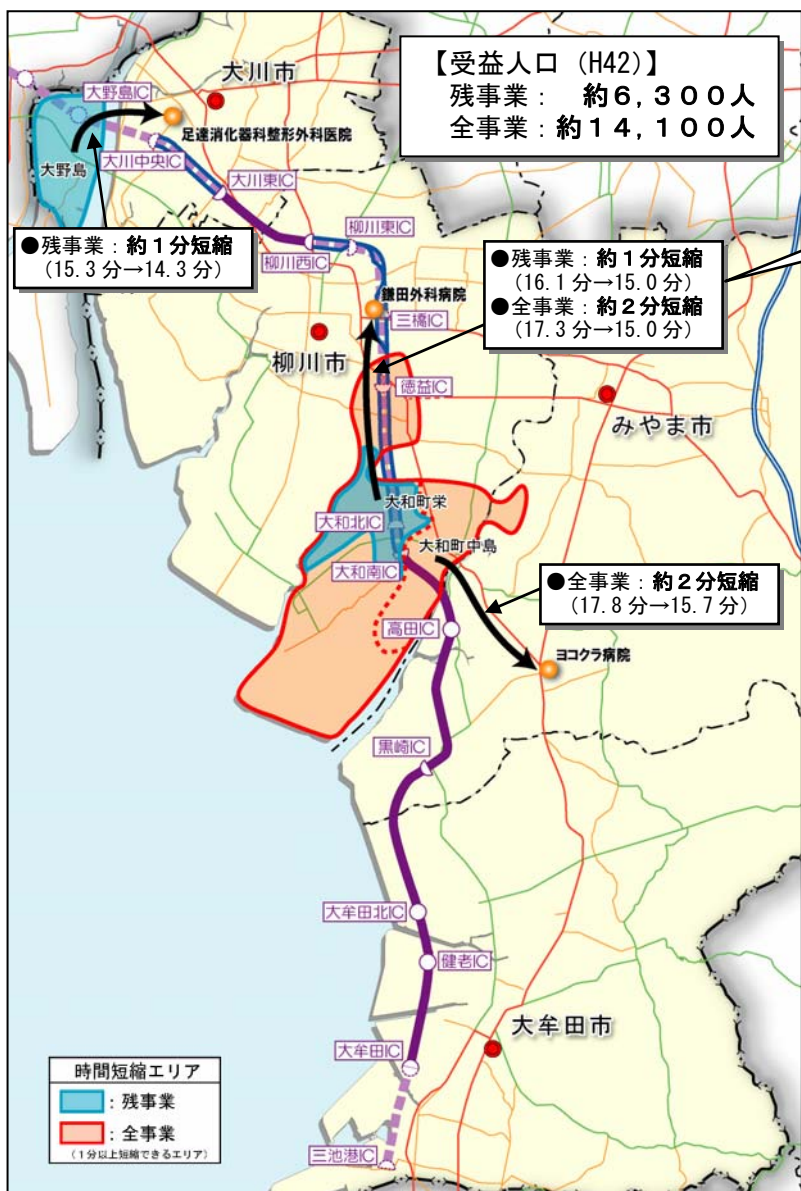 【受益人口 (H42)】
残事業： 約６,３００人
全事業：約１４,１００人
大川市
大野島IC
足達消化器科整形外科医院
大野島
大川中央IC
大川東IC
●残事業：約１分短縮
(15.3 分→14.3 分)
柳川東IC
柳川西IC
●残事業：約１分短縮
(16.1 分→15.0 分)
●全事業：約２分短縮
(17.3 分→15.0 分)
鎌田外科病院
三橋IC
柳川市
徳益IC
みやま市
大和町栄
大和北IC
大和町中島
大和南IC
●全事業：約２分短縮
(17.8 分→15.7 分)
高田IC
ヨコクラ病院
黒崎IC
大牟田北IC
健老IC
大牟田市
大牟田IC
時間短縮エリア
：残事業
：全事業
(１分以上短縮できるエリア)
三池港IC